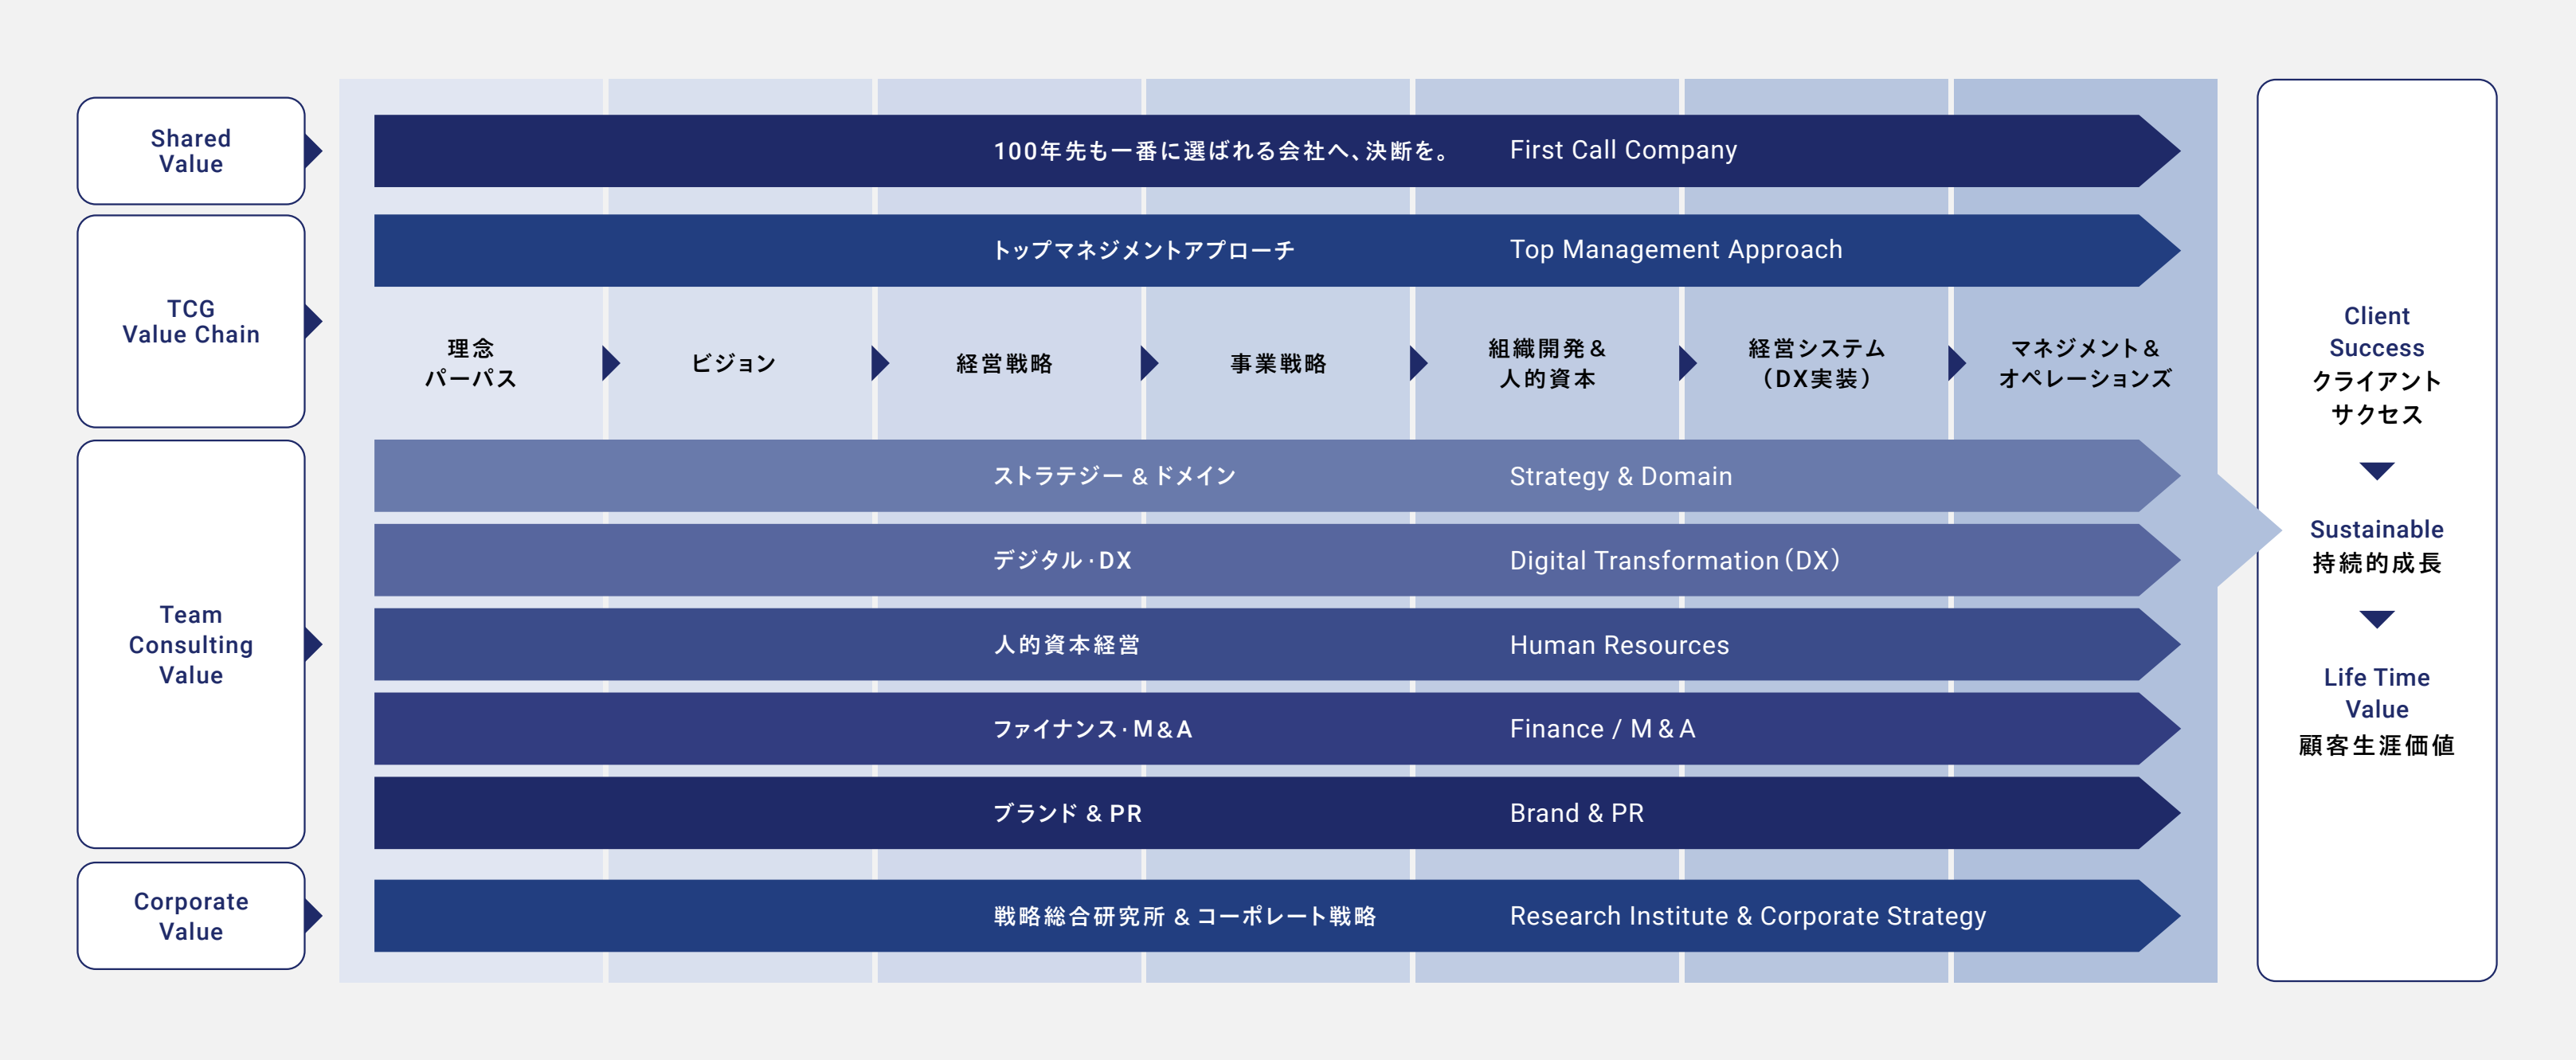 Shared
Value
100年先も一番に選ばれる会社へ、決断を。 First Call Company
TCG
Value Chain
トップマネジメントアプローチ Top Management Approach
理念
パーパス
ビジョン
経営戦略
事業戦略
組織開発&
人的資本
経営システム
(DX実装)
マネジメント&
オペレーションズ
Team
Consulting
Value
ストラテジー & ドメイン Strategy & Domain
デジタル・DX Digital Transformation(DX)
人的資本経営 Human Resources
ファイナンス・M&A Finance / M&A
ブランド & PR Brand & PR
Corporate
Value
戦略総合研究所 & コーポレート戦略 Research Institute & Corporate Strategy
Client
Success
クライアント
サクセス
Sustainable
持続的成長
Life Time
Value
顧客生涯価値